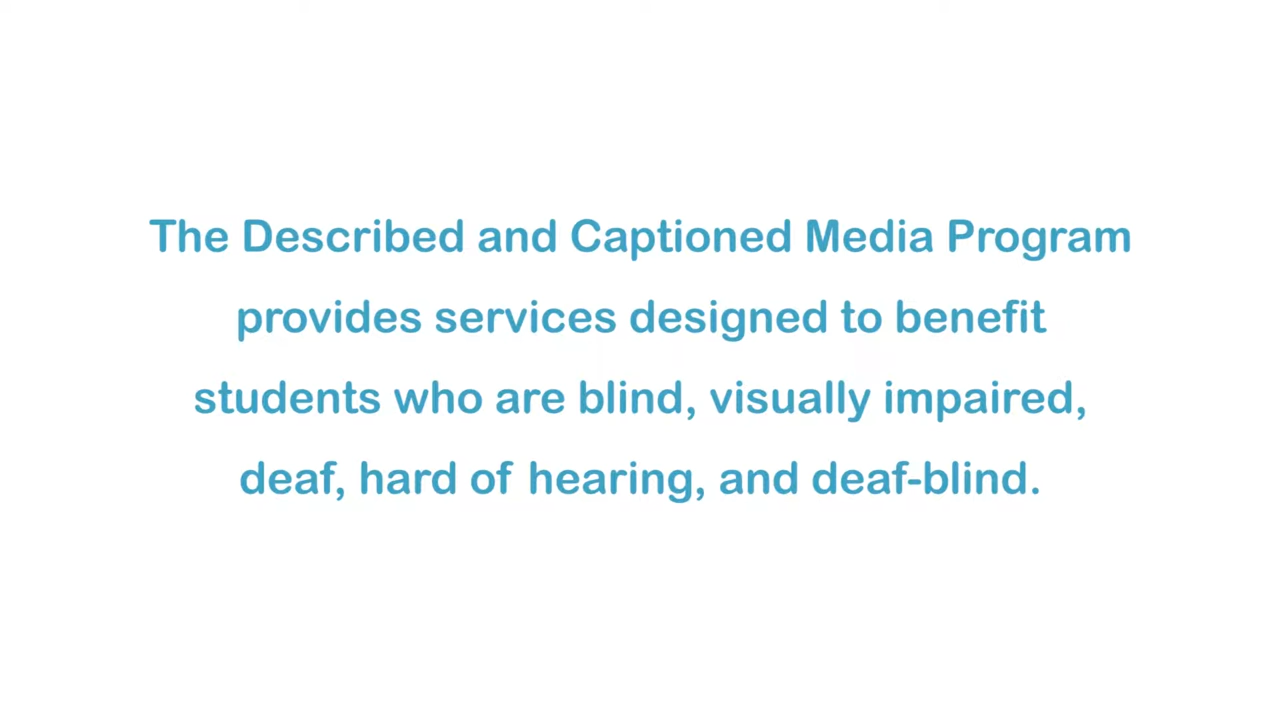 The Described and Captioned Media Program
provides services designed to benefit
students who are blind, visually impaired,
deaf, hard of hearing, and deaf-blind.